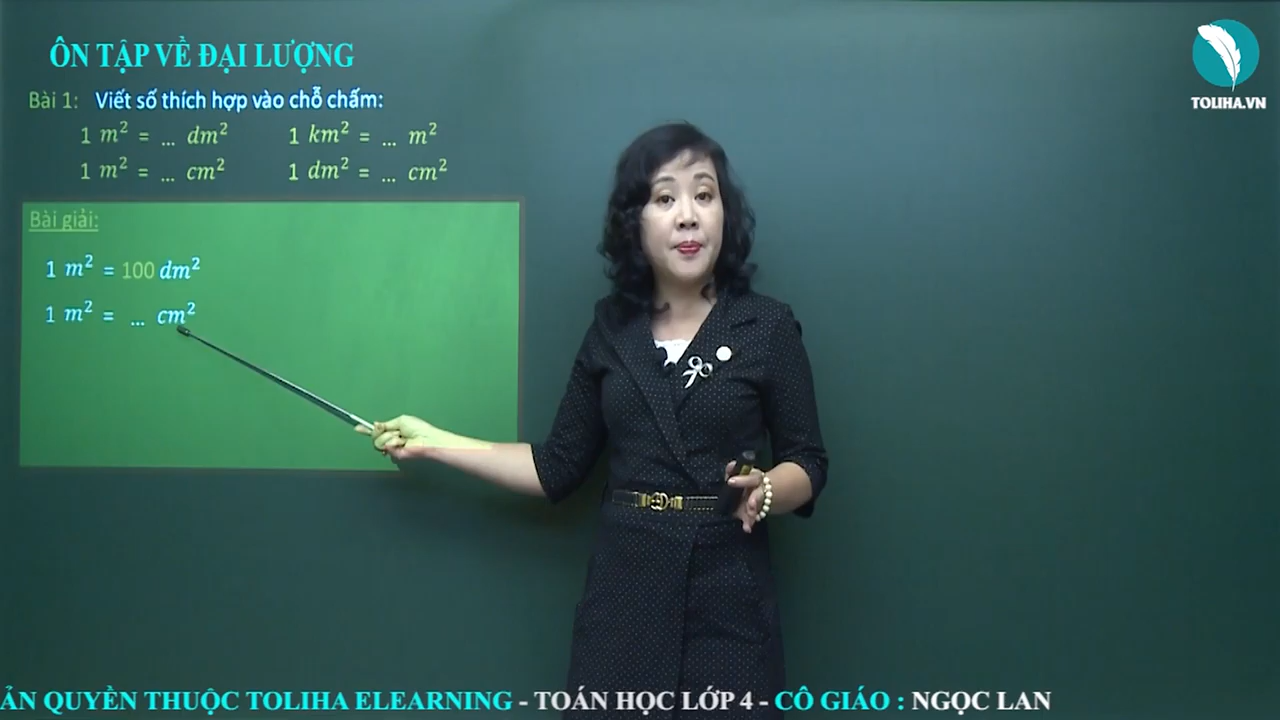 ÔN TẬP VỀ ĐẠI LƯỢNG
TOLIHA.VN
Bài 1: Viết số thích hợp vào chỗ chấm:
1 m² = ... dm² 1 km² = ... m²
1 m² = ... cm² 1 dm² = ... cm²
Bài giải:
1 m² = 100 dm²
1 m² = ... cm²
ẢN QUYỀN THUỘC TOLIHA ELEARNING - TOÁN HỌC LỚP 4 - CÔ GIÁO : NGỌC LAN